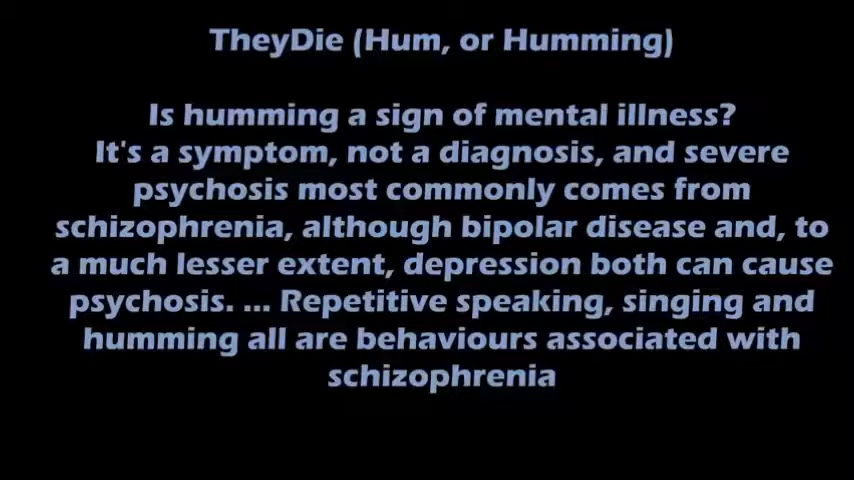 TheyDie (Hum, or Humming)
Is humming a sign of mental illness?
It's a symptom, not a diagnosis, and severe
psychosis most commonly comes from
schizophrenia, although bipolar disease and, to
a much lesser extent, depression both can cause
psychosis. ... Repetitive speaking, singing and
humming all are behaviours associated with
schizophrenia